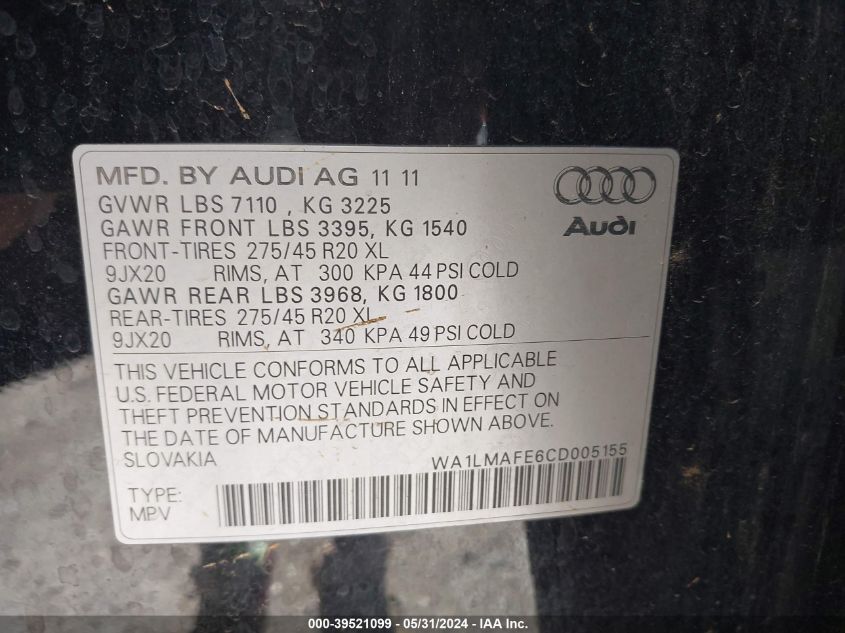 MFD. BY AUDI AG 11 11
GVWR LBS 7110 , KG 3225
GAWR FRONT LBS 3395, KG 1540
FRONT-TIRES 275/45 R20 XL
9JX20 RIMS, AT 300 KPA 44 PSI COLD
GAWR REAR LBS 3968, KG 1800
REAR-TIRES 275/45 R20 XL
9JX20 RIMS, AT 340 KPA 49 PSI COLD
Audi
THIS VEHICLE CONFORMS TO ALL APPLICABLE
U.S. FEDERAL MOTOR VEHICLE SAFETY AND
THEFT PREVENTION STANDARDS IN EFFECT ON
THE DATE OF MANUFACTURE SHOWN ABOVE.
SLOVAKIA WA1LMAFE6CD005155
TYPE:
MPV
000-39521099 - 05/31/2024 - IAA Inc.